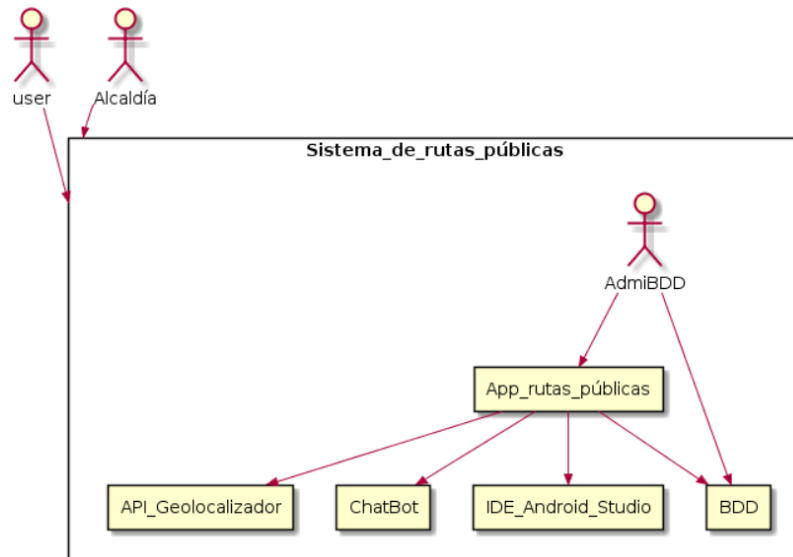 user
Alcaldía
Sistema_de_rutas_públicas
AdmiBDD
App_rutas_públicas
API_Geolocalizador
ChatBot
IDE_Android_Studio
BDD